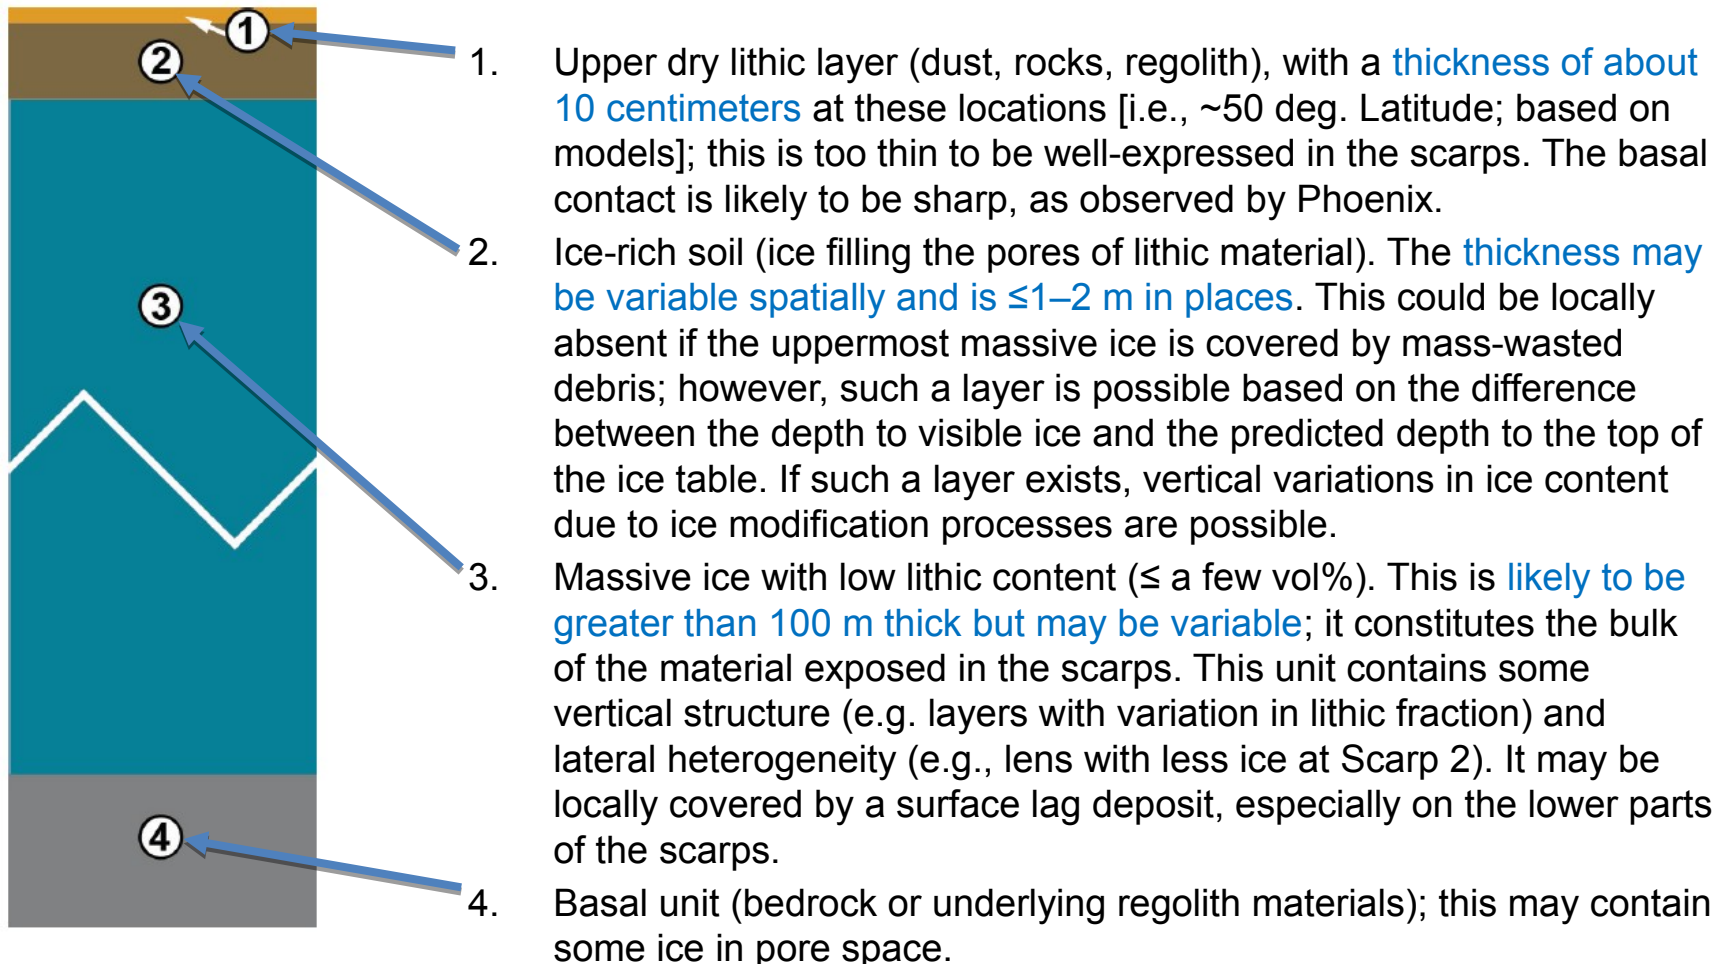 1
2
3
4
1. Upper dry lithic layer (dust, rocks, regolith), with a thickness of about
10 centimeters at these locations [i.e., ~50 deg. Latitude; based on
models]; this is too thin to be well-expressed in the scarps. The basal
contact is likely to be sharp, as observed by Phoenix.
2. Ice-rich soil (ice filling the pores of lithic material). The thickness may
be variable spatially and is ≤1–2 m in places. This could be locally
absent if the uppermost massive ice is covered by mass-wasted
debris; however, such a layer is possible based on the difference
between the depth to visible ice and the predicted depth to the top of
the ice table. If such a layer exists, vertical variations in ice content
due to ice modification processes are possible.
3. Massive ice with low lithic content (≤ a few vol%). This is likely to be
greater than 100 m thick but may be variable; it constitutes the bulk
of the material exposed in the scarps. This unit contains some
vertical structure (e.g. layers with variation in lithic fraction) and
lateral heterogeneity (e.g., lens with less ice at Scarp 2). It may be
locally covered by a surface lag deposit, especially on the lower parts
of the scarps.
4. Basal unit (bedrock or underlying regolith materials); this may contain
some ice in pore space.